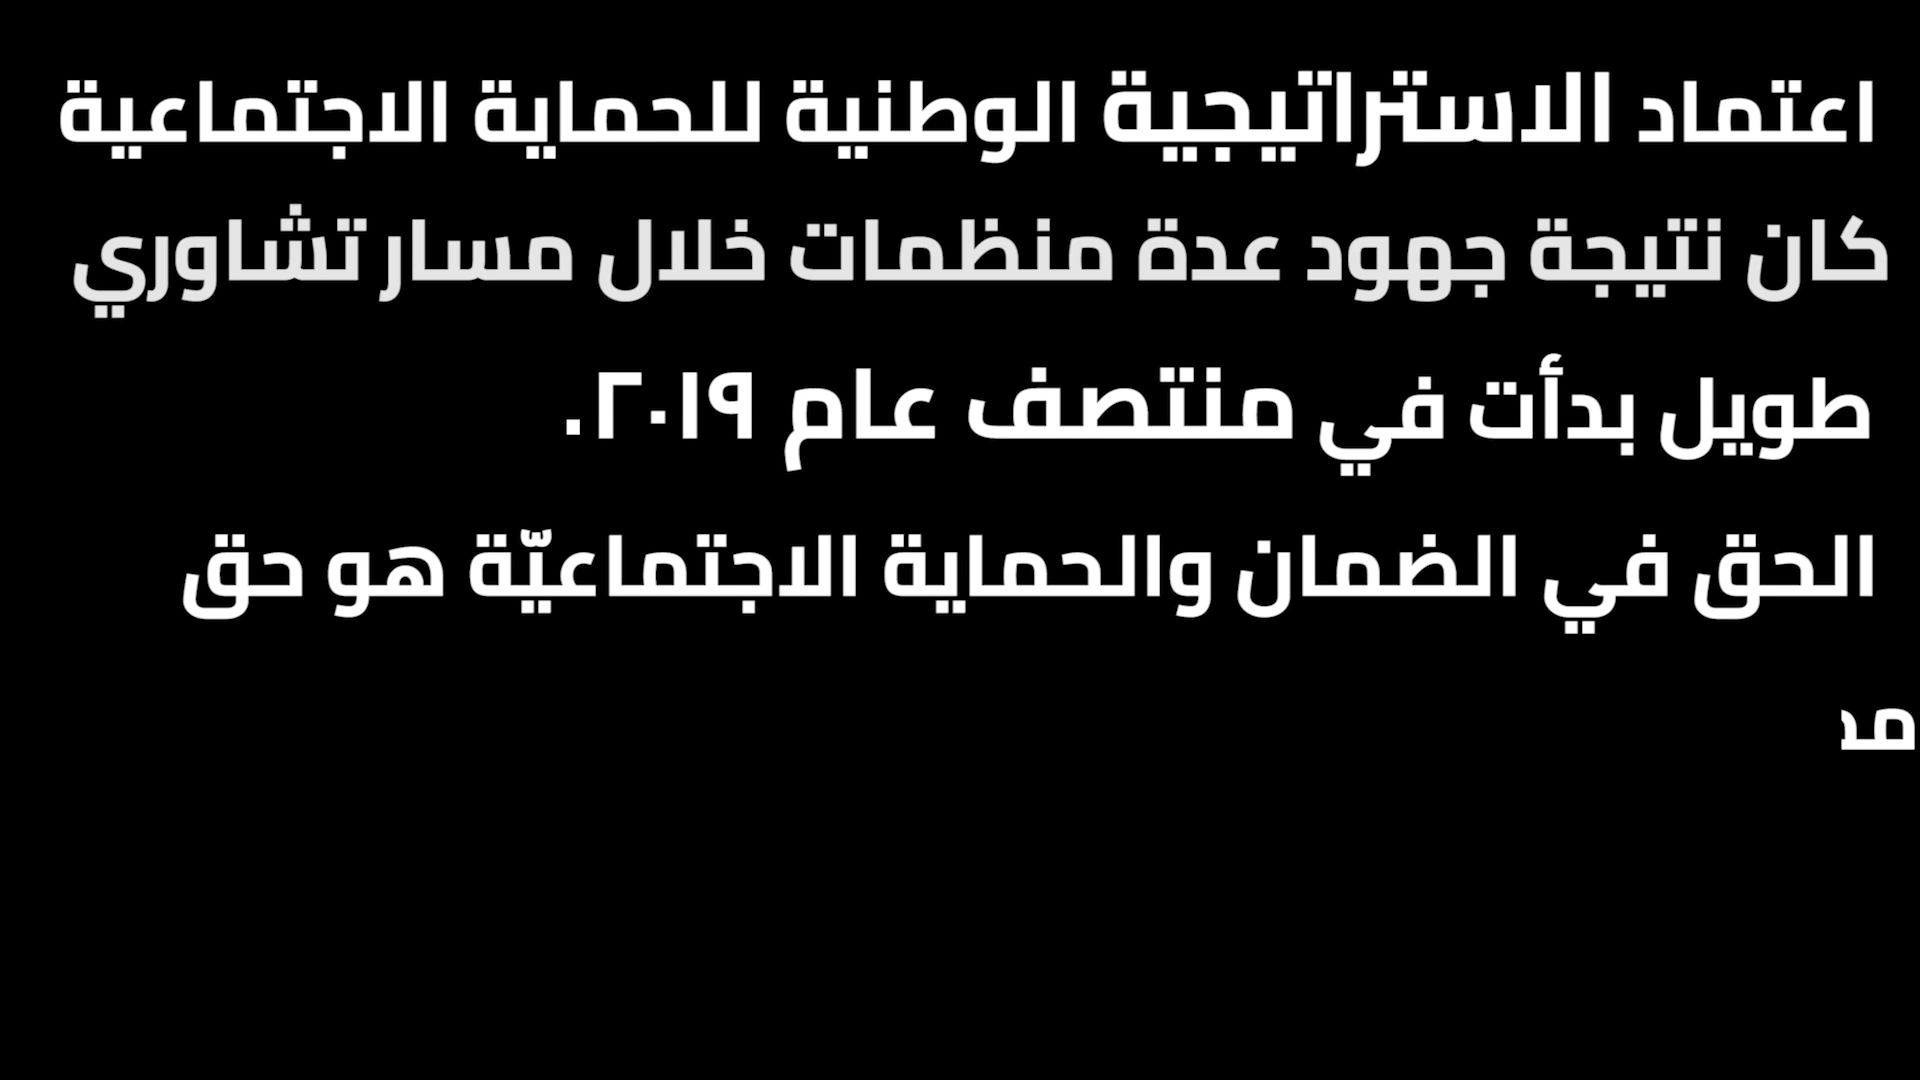 اعتماد الاستراتيجية الوطنية للحماية الاجتماعية
كان نتيجة جهود عدة منظمات خلال مسار تشاوري
طويل بدأت في منتصف عام ٢٠١٩.
الحق في الضمان والحماية الاجتماعيّة هو حق